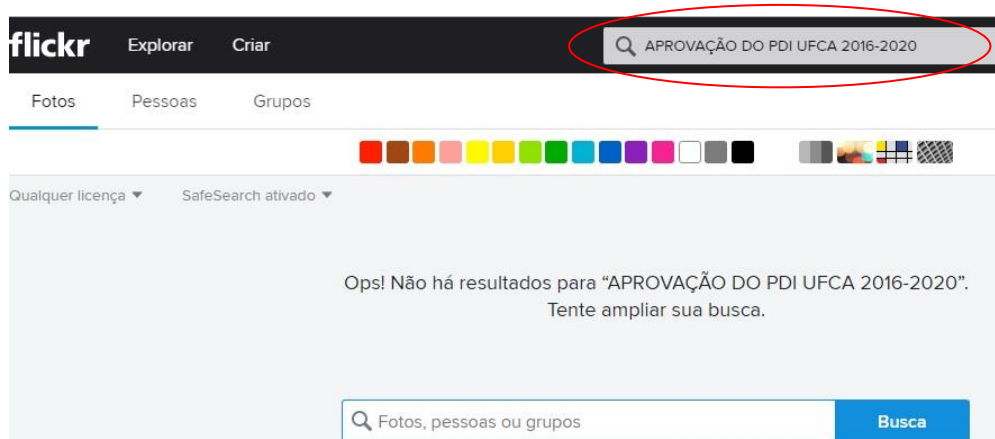 flickr Explorar Criar APROVAÇÃO DO PDI UFCA 2016-2020
Fotos Pessoas Grupos
Qualquer licença SafeSearch ativado
Ops! Não há resultados para “APROVAÇÃO DO PDI UFCA 2016-2020”.
Tente ampliar sua busca.
Fotos, pessoas ou grupos Busca